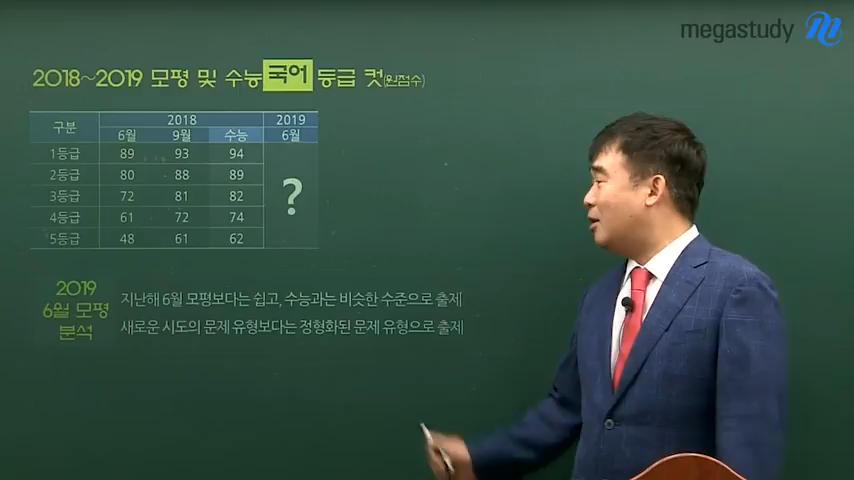 megastudy
2018~2019 모평 및 수능 국어 등급 컷(원점수)
구분 2018 2019
6월 9월 수능 6월
1등급 89 93 94
2등급 80 88 89
3등급 72 81 82
4등급 61 72 74
5등급 48 61 62
?
2019
6월 모평
분석
지난해 6월 모평보다는 쉽고, 수능과는 비슷한 수준으로 출제
새로운 시도의 문제 유형보다는 정형화된 문제 유형으로 출제